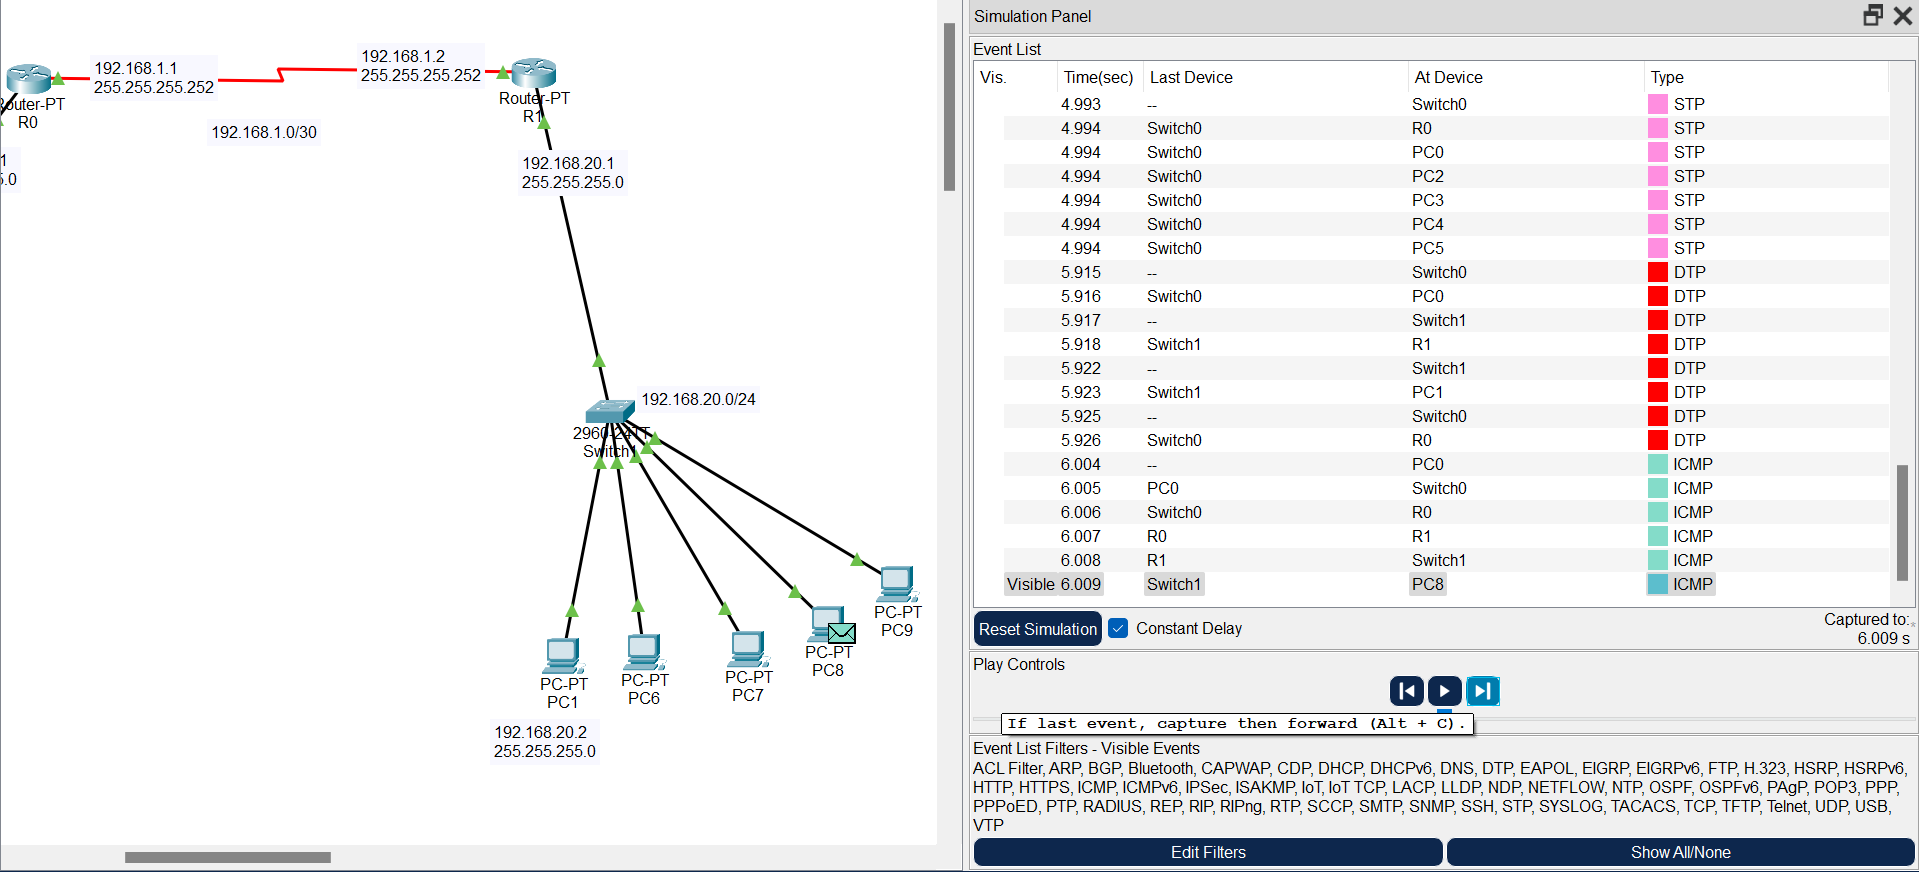 192.168.1.1
255.255.255.252
192.168.1.2
255.255.255.252
Router-PT
R0
192.168.1.0/30
Router-PT
R1
1
5.0
192.168.20.1
255.255.255.0
192.168.20.0/24
2960-24TT
Switch1
PC-PT
PC1
PC-PT
PC6
PC-PT
PC7
PC-PT
PC8
PC-PT
PC9
192.168.20.2
255.255.255.0
Simulation Panel
Event List
Vis. Time(sec) Last Device At Device Type
4.993 -- Switch0 STP
4.994 Switch0 R0 STP
4.994 Switch0 PC0 STP
4.994 Switch0 PC2 STP
4.994 Switch0 PC3 STP
4.994 Switch0 PC4 STP
4.994 Switch0 PC5 STP
5.915 -- Switch0 DTP
5.916 Switch0 PC0 DTP
5.917 -- Switch1 DTP
5.918 Switch1 R1 DTP
5.922 -- Switch1 DTP
5.923 Switch1 PC1 DTP
5.925 -- Switch0 DTP
5.926 Switch0 R0 DTP
6.004 -- PC0 ICMP
6.005 PC0 Switch0 ICMP
6.006 Switch0 R0 ICMP
6.007 R0 R1 ICMP
6.008 R1 Switch1 ICMP
Visible 6.009 Switch1 PC8 ICMP
Reset Simulation Constant Delay
Captured to:
6.009 s
Play Controls
If last event, capture then forward (Alt + C).
Event List Filters - Visible Events
ACL Filter, ARP, BGP, Bluetooth, CAPWAP, CDP, DHCP, DHCPv6, DNS, DTP, EAPOL, EIGRP, EIGRPv6, FTP, H.323, HSRP, HSRPv6,
HTTP, HTTPS, ICMP, ICMPv6, IPSec, ISAKMP, IoT, IoT TCP, LACP, LLDP, NDP, NETFLOW, NTP, OSPF, OSPFv6, PAgP, POP3, PPP,
PPPoED, PTP, RADIUS, REP, RIP, RIPng, RTP, SCCP, SMTP, SNMP, SSH, STP, SYSLOG, TACACS, TCP, TFTP, Telnet, UDP, USB,
VTP
Edit Filters Show All/None